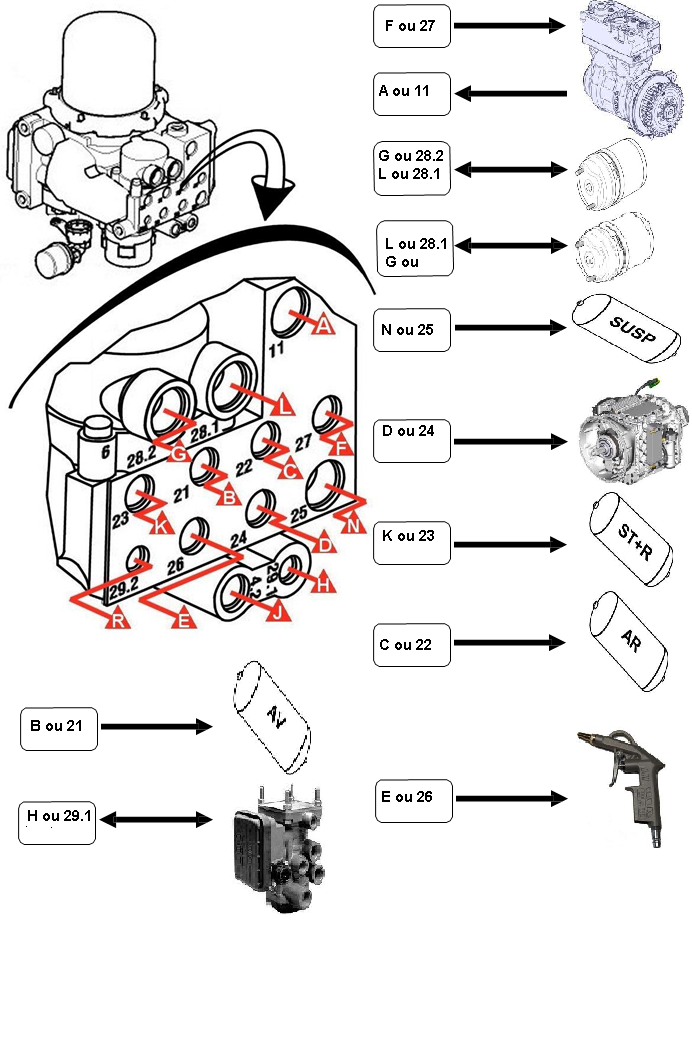 F ou 27
A ou 11
G ou 28.2
L ou 28.1
L ou 28.1
G ou
N ou 25
SUSP
D ou 24
K ou 23
ST+R
C ou 22
AR
B ou 21
AV
H ou 29.1
E ou 26
11
A
L
28.1
28.2
G
6
27
F
22
C
21
B
25
N
23
K
24
D
26
29.2
29.1
H
4.2
J
R
E